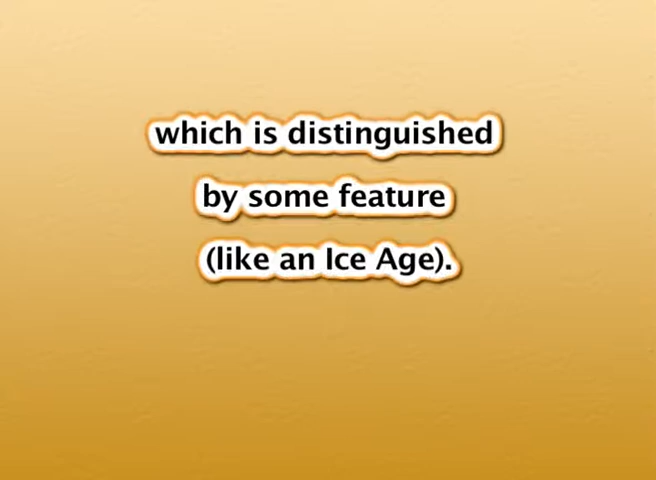 which is distinguished
by some feature
(like an Ice Age).